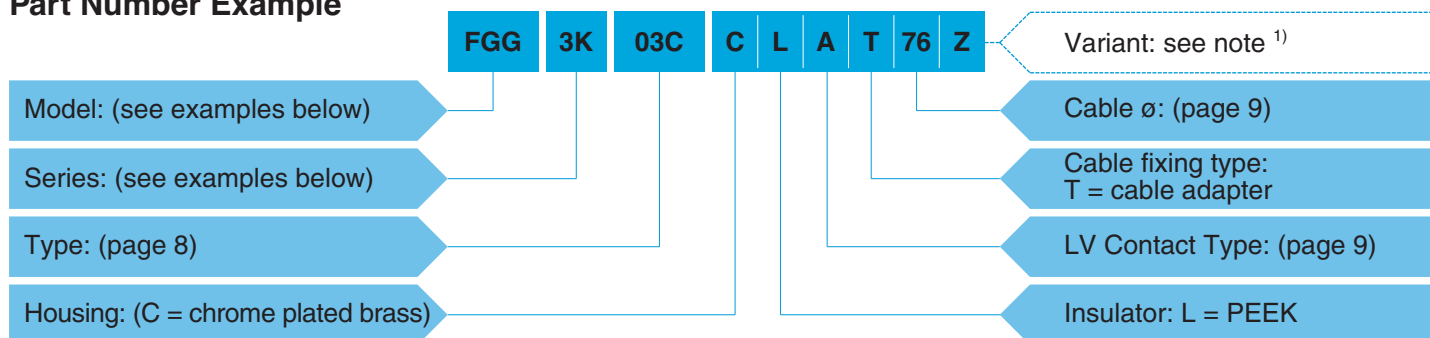 Part Number Example
FGG 3K 03C C L A T 76 Z
Variant: see note 1)
Model: (see examples below)
Cable ø: (page 9)
Series: (see examples below)
Cable fixing type:
T = cable adapter
Type: (page 8)
LV Contact Type: (page 9)
Housing: (C = chrome plated brass)
Insulator: L = PEEK